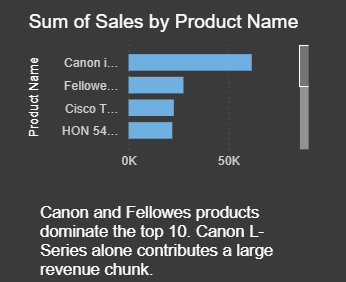 Sum of Sales by Product Name
Product Name
Canon i...
Fellowe...
Cisco T...
HON 54...
0K 50K
Canon and Fellowes products
dominate the top 10. Canon L-
Series alone contributes a large
revenue chunk.